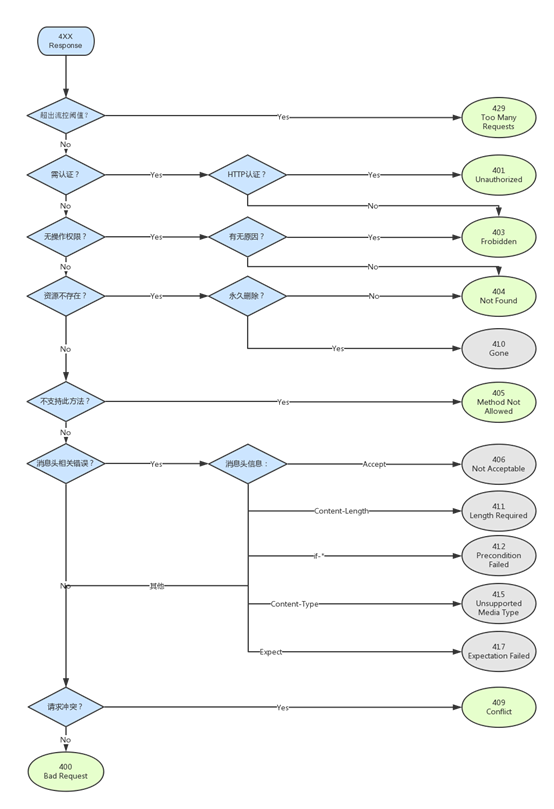 4XX
Response
超出流控阈值？
Yes
429
Too Many
Requests
No
需认证？
Yes
HTTP认证？
Yes
401
Unauthorized
No
No
无操作权限？
Yes
有无原因？
Yes
403
Frobidden
No
No
资源不存在？
Yes
永久删除？
No
404
Not Found
Yes
410
Gone
No
不支持此方法？
Yes
405
Method Not
Allowed
No
消息头相关错误？
Yes
消息头信息：
Accept
406
Not Acceptable
Content-Length
411
Length Required
if-*
412
Precondition
Failed
No
其他
Content-Type
415
Unsupported
Media Type
Expect
417
Expectation Failed
请求冲突？
Yes
409
Conflict
No
400
Bad Request